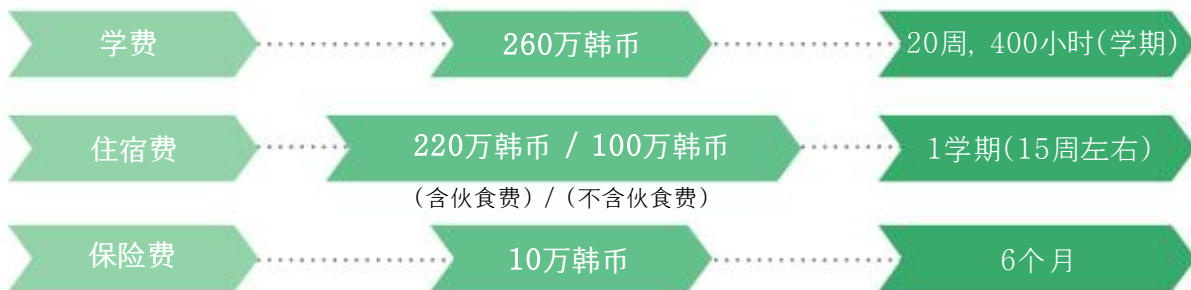 学费 260万韩币 20周, 400小时(学期)
住宿费 220万韩币 / 100万韩币 1学期(15周左右)
(含伙食费) / (不含伙食费)
保险费 10万韩币 6个月